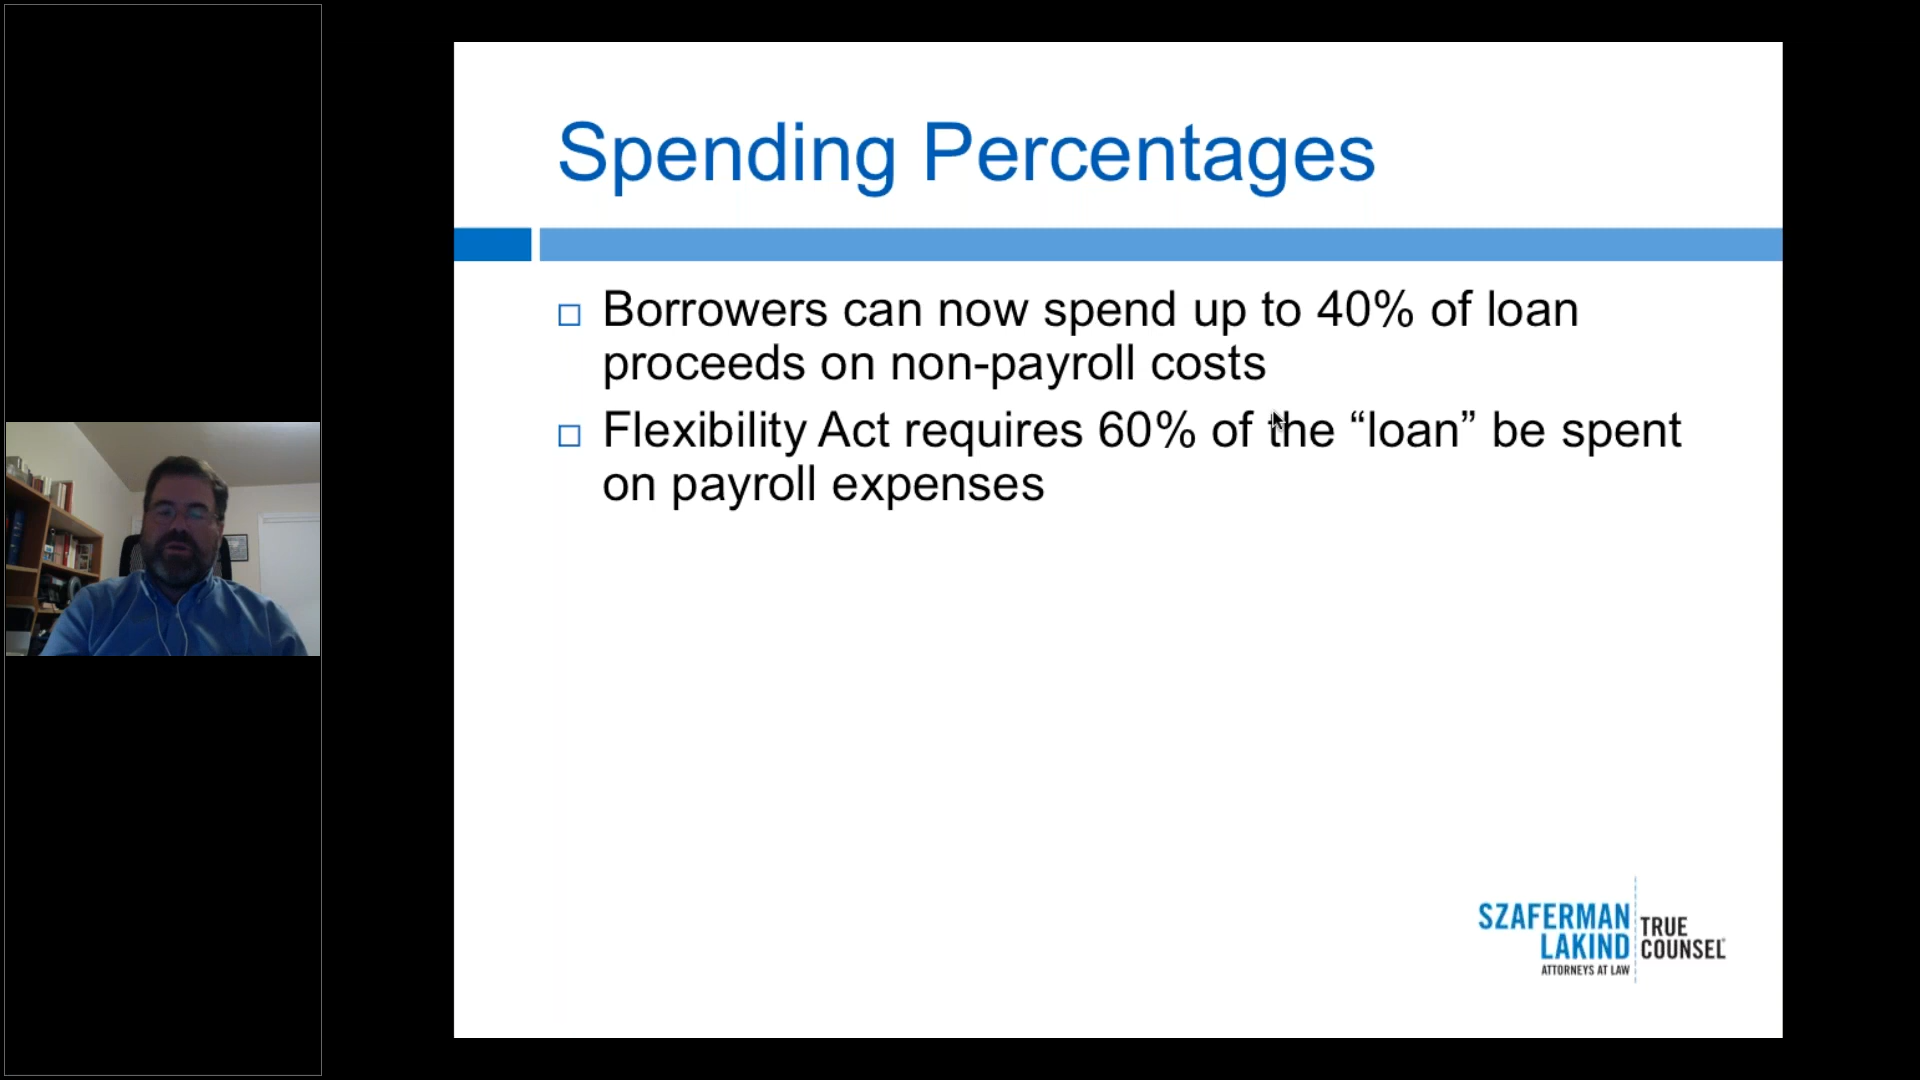 Spending Percentages
Borrowers can now spend up to 40% of loan
proceeds on non-payroll costs
Flexibility Act requires 60% of the “loan” be spent
on payroll expenses
SZAFERMAN
LAKIND
ATTORNEYS AT LAW
TRUE
COUNSEL